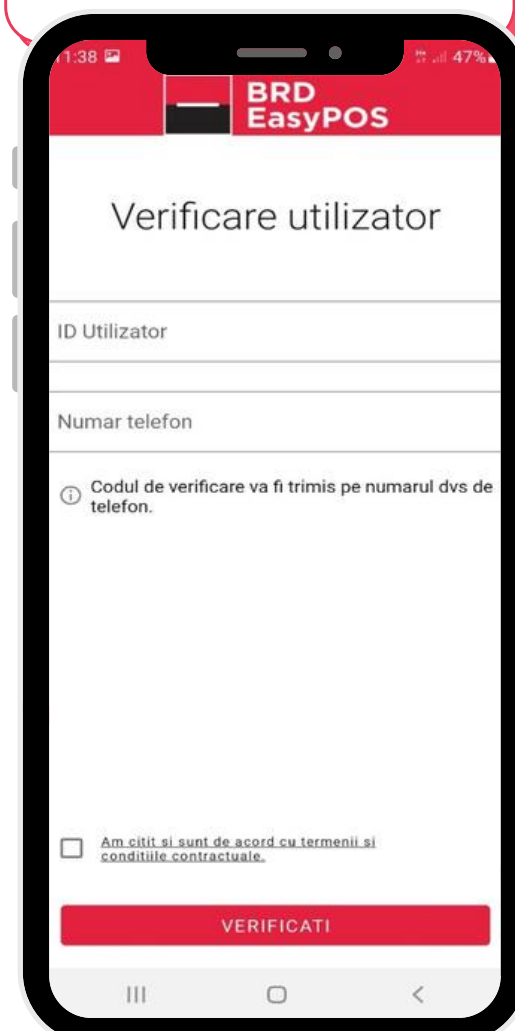 11:38 47%
BRD
EasyPOS
Verificare utilizator
ID Utilizator
Numar telefon
Codul de verificare va fi trimis pe numarul dvs de
telefon.
Am citit si sunt de acord cu termenii si
conditiile contractuale.
VERIFICATI